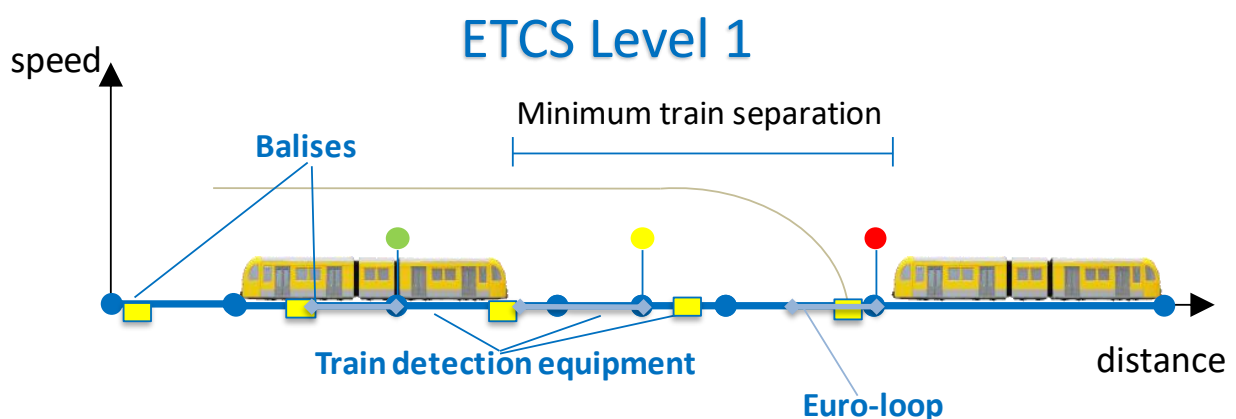 ETCS Level 1
speed
Minimum train separation
Balises
Train detection equipment
distance
Euro-loop